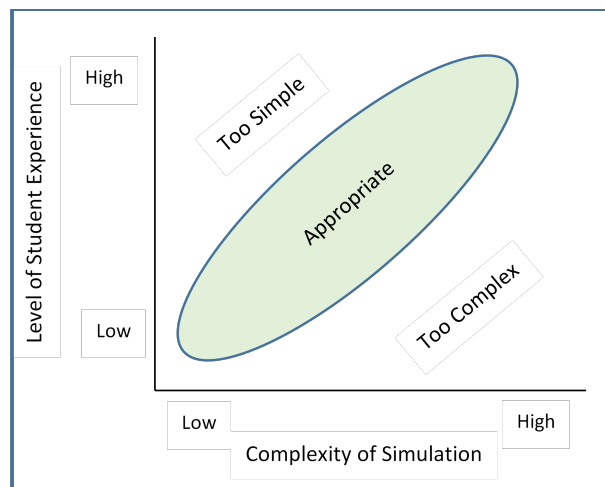 High
Too Simple
Level of Student Experience
Appropriate
Low
Too Complex
Low
High
Complexity of Simulation